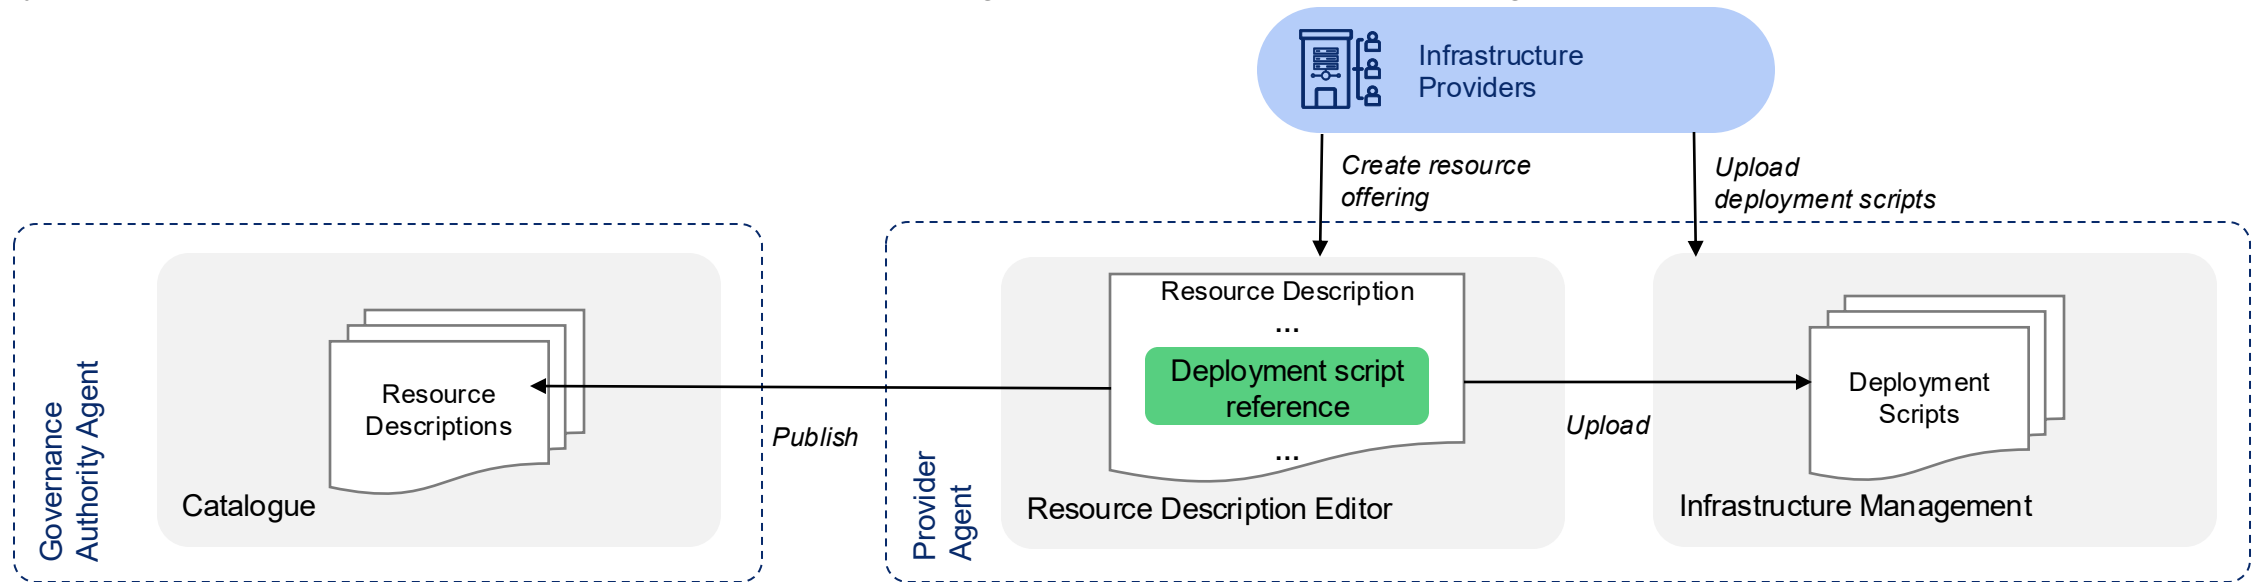 Infrastructure
Providers
Create resource
offering
Upload
deployment scripts
Governance
Authority Agent
Resource
Descriptions
Catalogue
Publish
Provider
Agent
Resource Description
...
Deployment script
reference
...
Resource Description Editor
Upload
Deployment
Scripts
Infrastructure Management